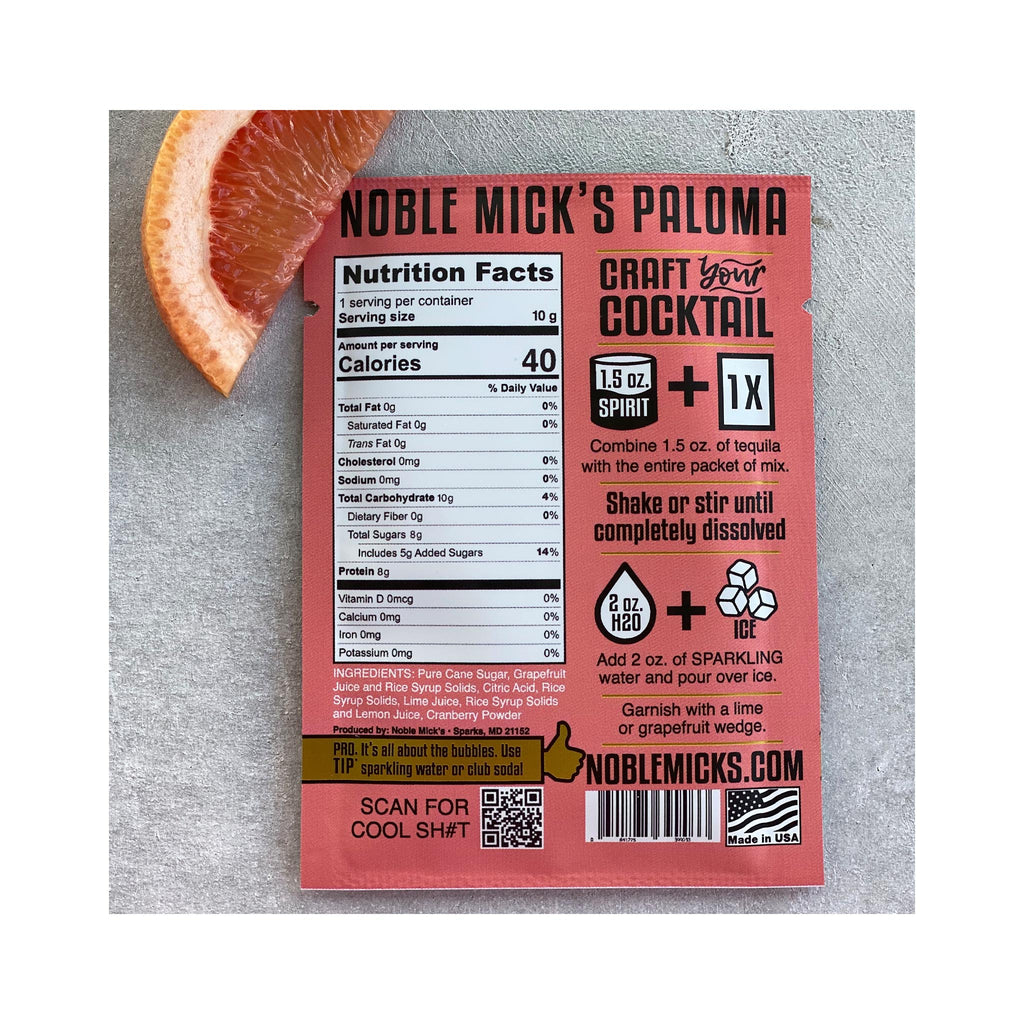 NOBLE MICK'S PALOMA
Nutrition Facts
1 serving per container
Serving size 10 g
Amount per serving
Calories 40
% Daily Value
Total Fat 0g 0%
Saturated Fat 0g 0%
Trans Fat 0g
Cholesterol 0mg 0%
Sodium 0mg 0%
Total Carbohydrate 10g 4%
Dietary Fiber 0g 0%
Total Sugars 8g
Includes 5g Added Sugars 14%
Protein 8g
Vitamin D 0mcg 0%
Calcium 0mg 0%
Iron 0mg 0%
Potassium 0mg 0%
INGREDIENTS: Pure Cane Sugar, Grapefruit
Juice and Rice Syrup Solids, Citric Acid, Rice
Syrup Solids, Lime Juice, Rice Syrup Solids
and Lemon Juice, Cranberry Powder
Produced by: Noble Mick's • Sparks, MD 21152
PRO. It's all about the bubbles. Use
TIP* sparkling water or club soda!
SCAN FOR
COOL SH#T
CRAFT your
COCKTAIL
1.5 oz.
SPIRIT
+
1X
Combine 1.5 oz. of tequila
with the entire packet of mix.
Shake or stir until
completely dissolved
2 oz.
H20
+
ICE
Add 2 oz. of SPARKLING
water and pour over ice.
Garnish with a lime
or grapefruit wedge.
NOBLEMICKS.COM
Made in USA